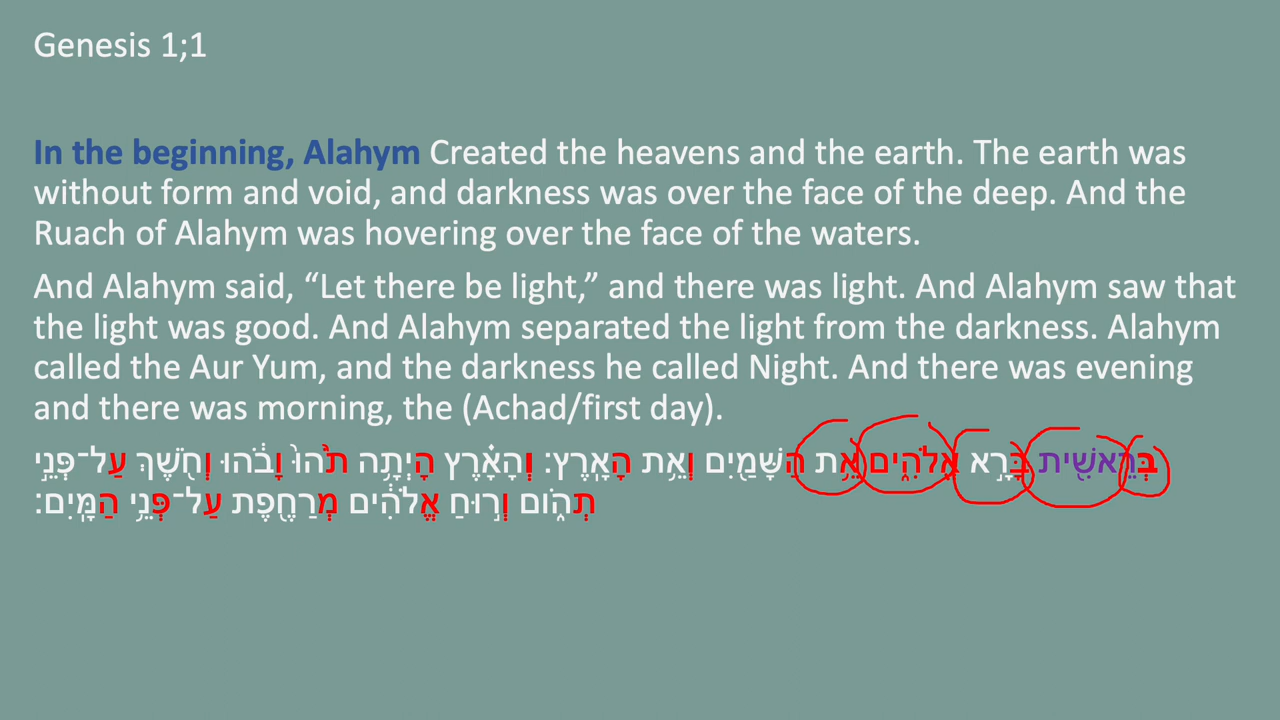 Genesis 1;1
In the beginning, Alahym Created the heavens and the earth. The earth was
without form and void, and darkness was over the face of the deep. And the
Ruach of Alahym was hovering over the face of the waters.
And Alahym said, “Let there be light,” and there was light. And Alahym saw that
the light was good. And Alahym separated the light from the darkness. Alahym
called the Aur Yum, and the darkness he called Night. And there was evening
and there was morning, the (Achad/first day).
בְּרֵאשִׁ֖ית בָּרָ֣א אֱלֹהִ֑ים אֵ֥ת הַשָּׁמַ֖יִם וְאֵ֥ת הָאָֽרֶץ׃ וְהָאָ֗רֶץ הָיְתָ֥ה תֹ֙הוּ֙ וָבֹ֔הוּ וְחֹ֖שֶׁךְ עַל־פְּנֵ֣י
תְה֑וֹם וְר֣וּחַ אֱלֹהִ֔ים מְרַחֶ֖פֶת עַל־פְּנֵ֥י הַמָּֽיִם׃